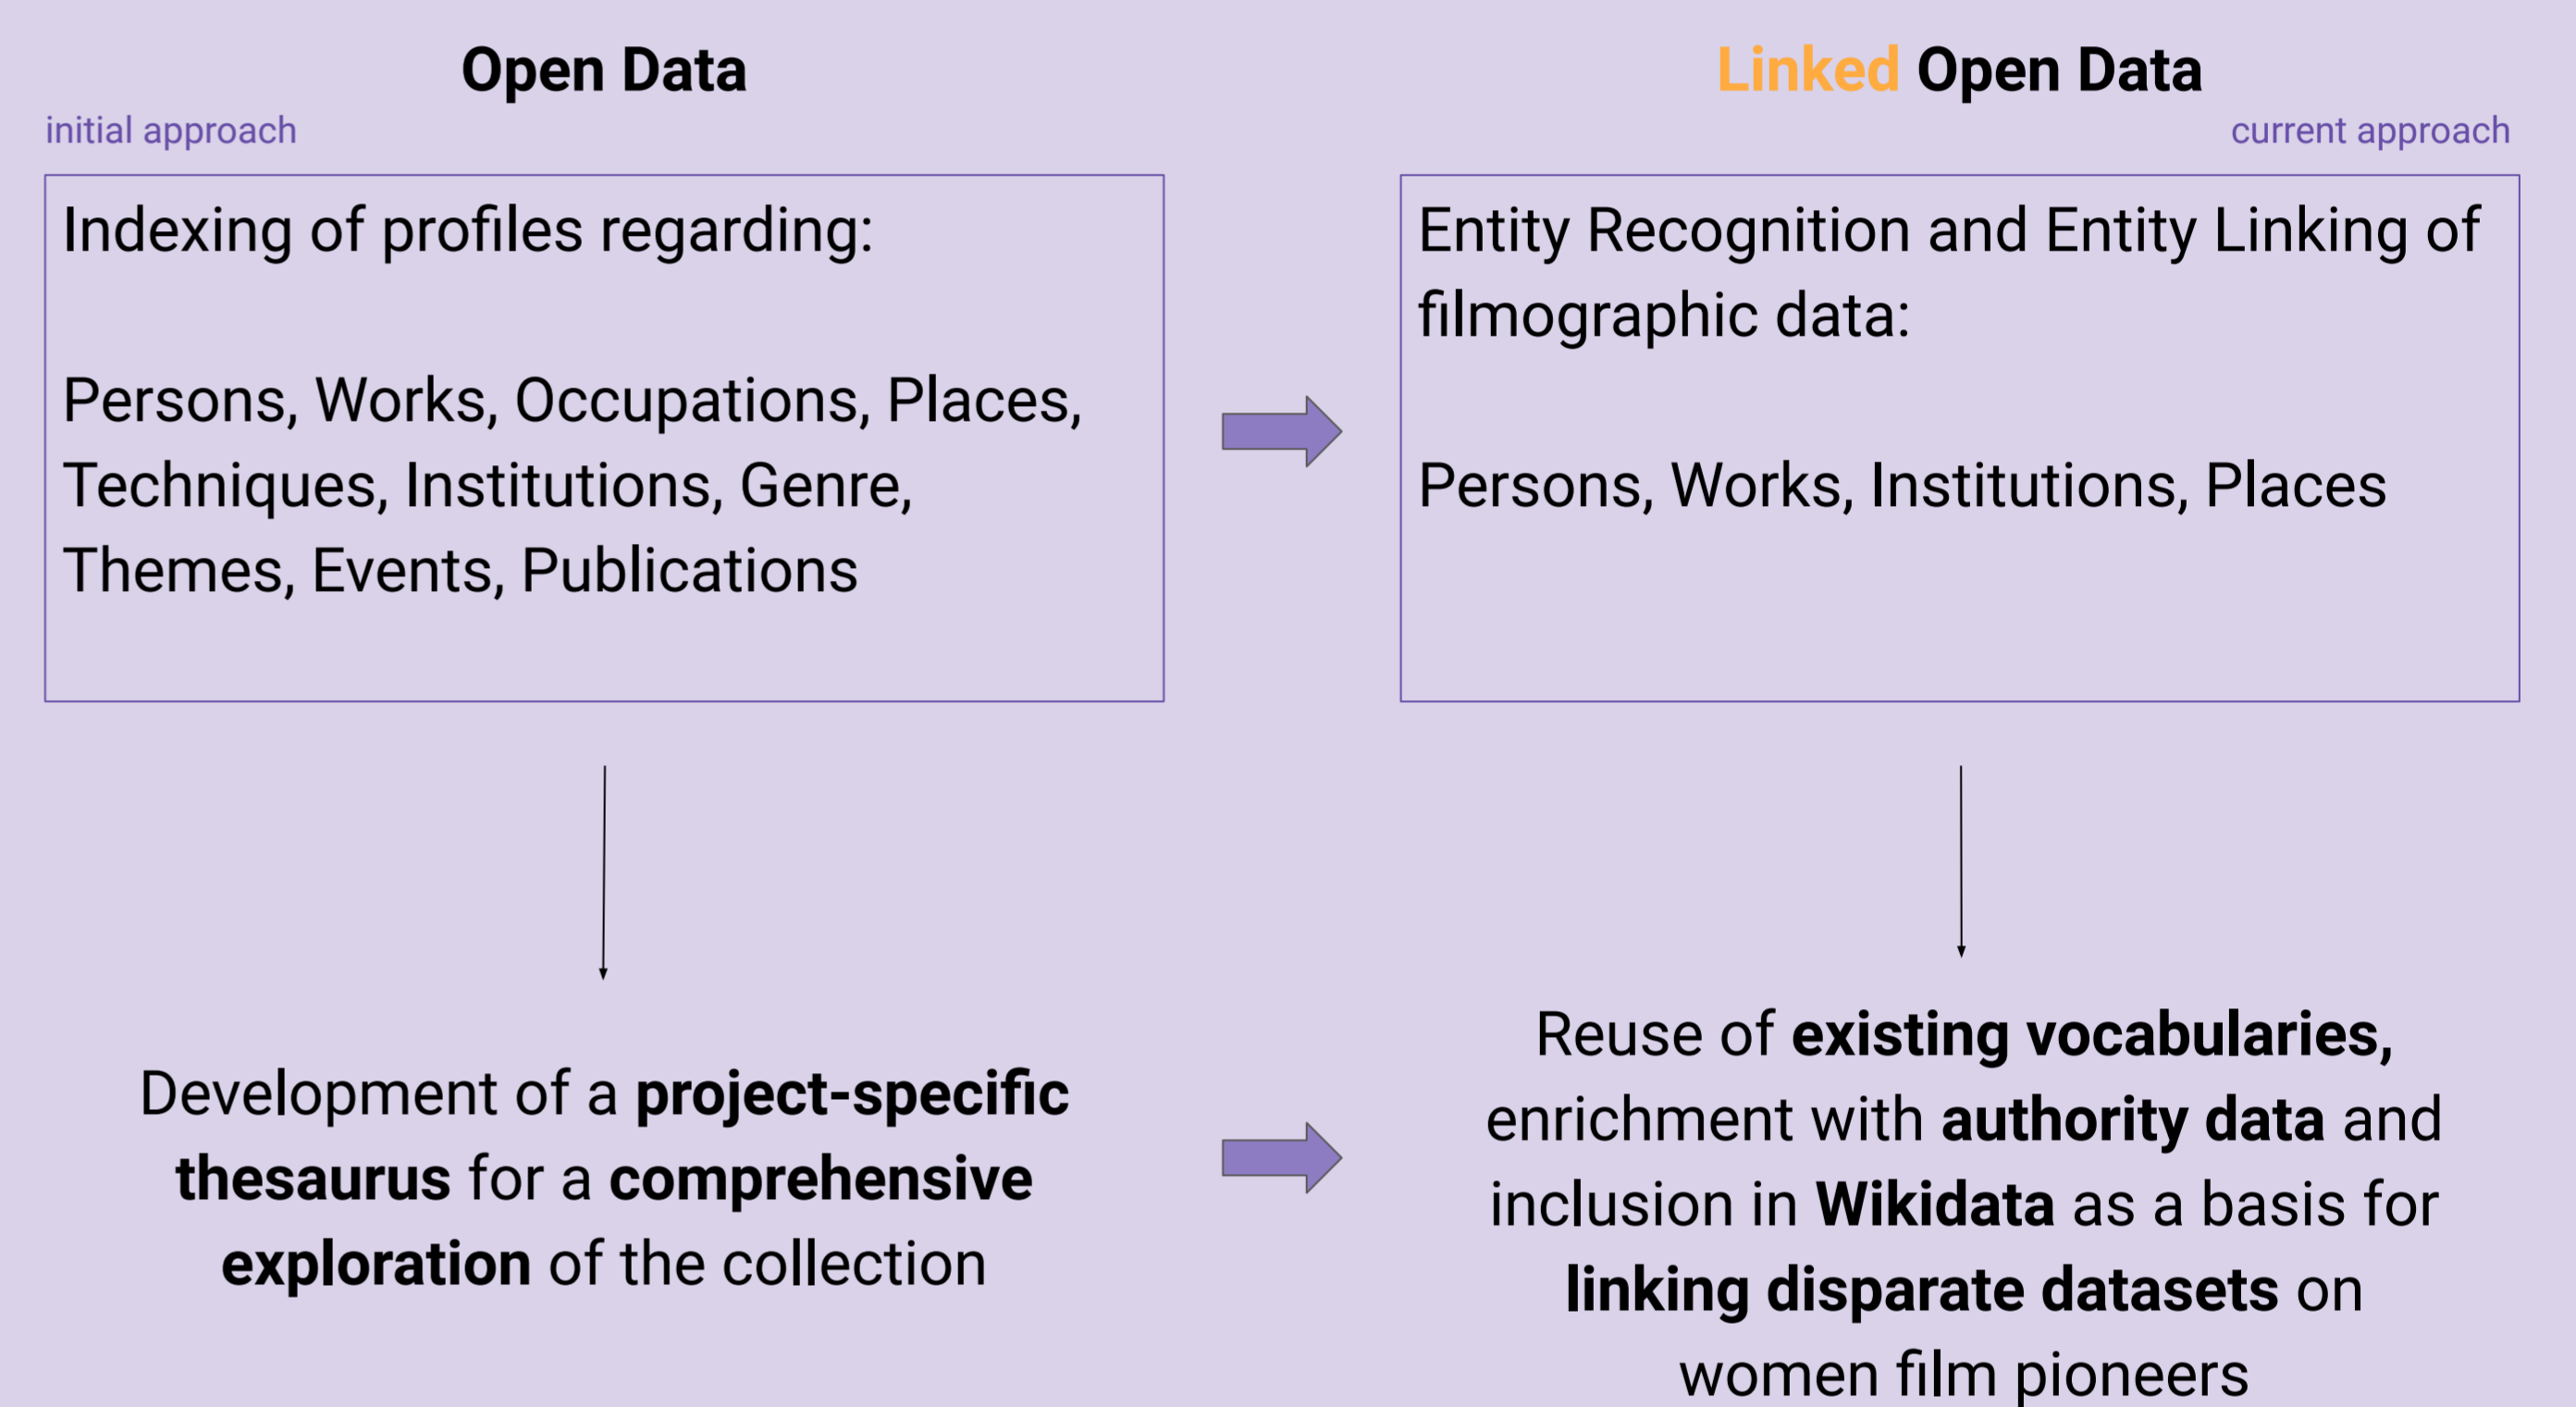 Open Data
initial approach
Indexing of profiles regarding:
Persons, Works, Occupations, Places,
Techniques, Institutions, Genre,
Themes, Events, Publications
Development of a project-specific
thesaurus for a comprehensive
exploration of the collection
Linked Open Data
current approach
Entity Recognition and Entity Linking of
filmographic data:
Persons, Works, Institutions, Places
Reuse of existing vocabularies,
enrichment with authority data and
inclusion in Wikidata as a basis for
linking disparate datasets on
women film pioneers